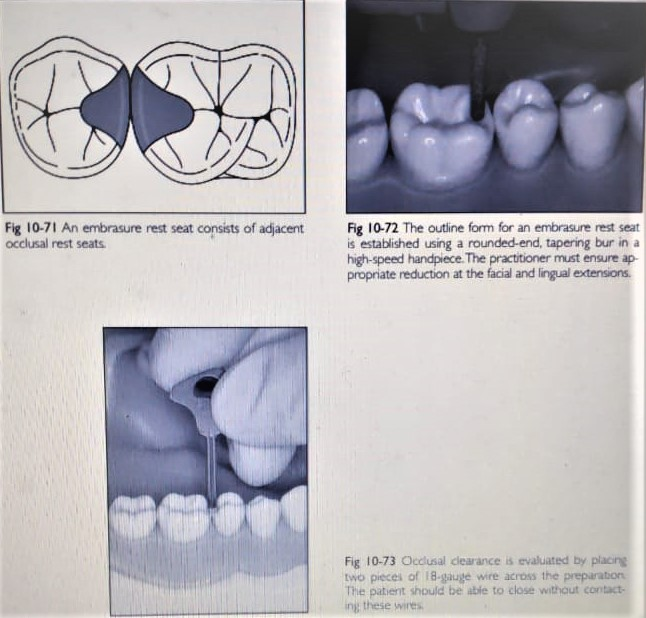 Fig 10-71 An embrasure rest seat consists of adjacent
occlusal rest seats.
Fig 10-72 The outline form for an embrasure rest seat
is established using a rounded-end, tapering bur in a
high-speed handpiece. The practitioner must ensure ap-
propriate reduction at the facial and lingual extensions.
Fig 10-73 Occlusal clearance is evaluated by placing
two pieces of 18-gauge wire across the preparation.
The patient should be able to close without contact-
ing these wires.